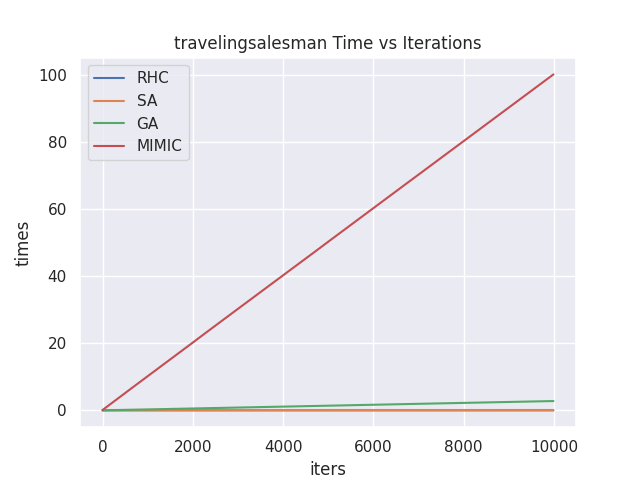 travelingsalesman Time vs Iterations
RHC
SA
GA
MIMIC
times
100
80
60
40
20
0
0 2000 4000 6000 8000 10000
iters